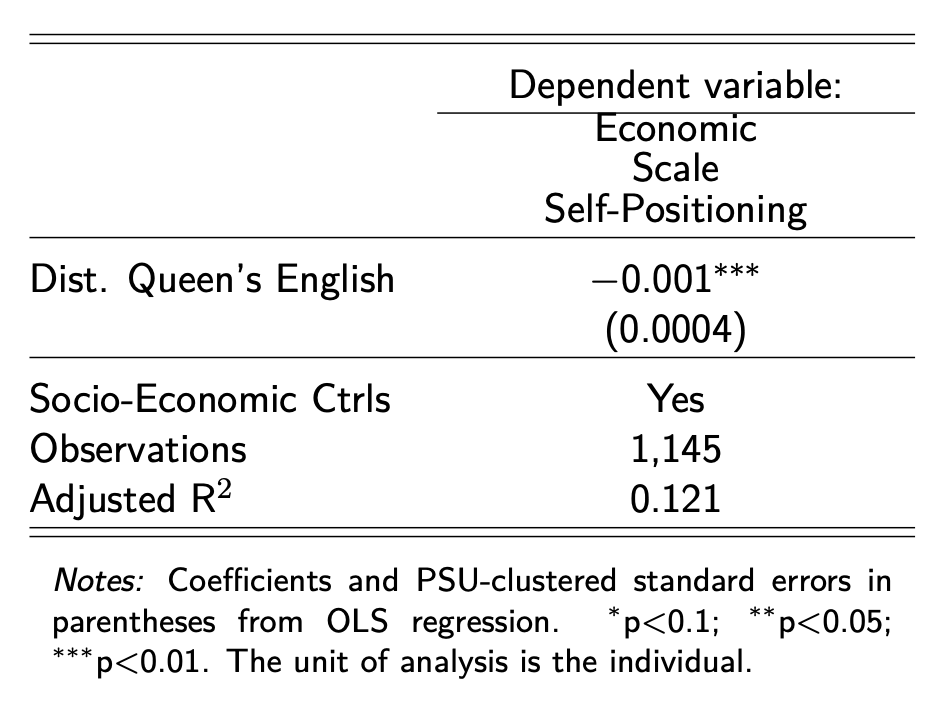 Dependent variable:
Economic
Scale
Self-Positioning
Dist. Queen's English −0.001***
(0.0004)
Socio-Economic Ctrls Yes
Observations 1,145
Adjusted R² 0.121
Notes: Coefficients and PSU-clustered standard errors in
parentheses from OLS regression. *p<0.1; **p<0.05;
***p<0.01. The unit of analysis is the individual.